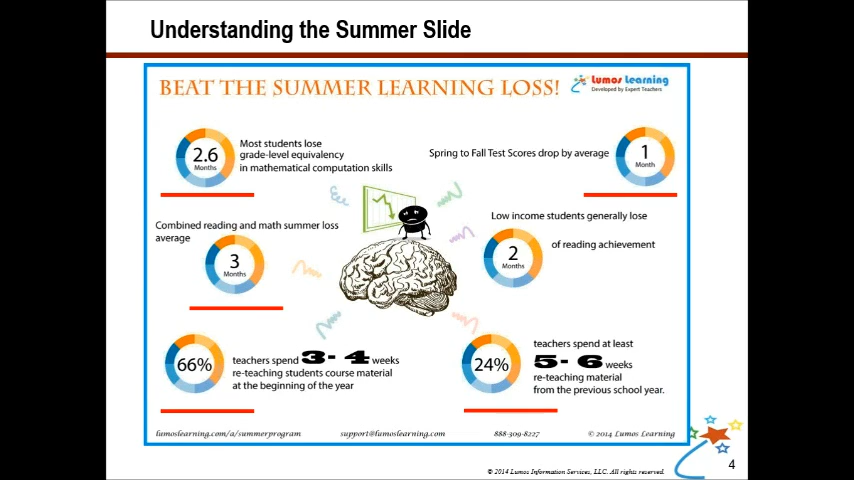 Understanding the Summer Slide
BEAT THE SUMMER LEARNING LOSS!
Lumos Learning
Developed by Expert Teachers
2.6
Months
Most students lose
grade-level equivalency
in mathematical computation skills
Spring to Fall Test Scores drop by average
1
Month
Combined reading and math summer loss
average
3
Months
Low income students generally lose
2
Months
of reading achievement
66%
teachers spend 3- 4 weeks
re-teaching students course material
at the beginning of the year
24%
teachers spend at least
5- 6 weeks
re-teaching material
from the previous school year.
lumoslearning.com/a/summerprogram
support@lumoslearning.com
888-309-8227
© 2014 Lumos Learning
© 2014 Lumos Information Services, LLC. All rights reserved.
4